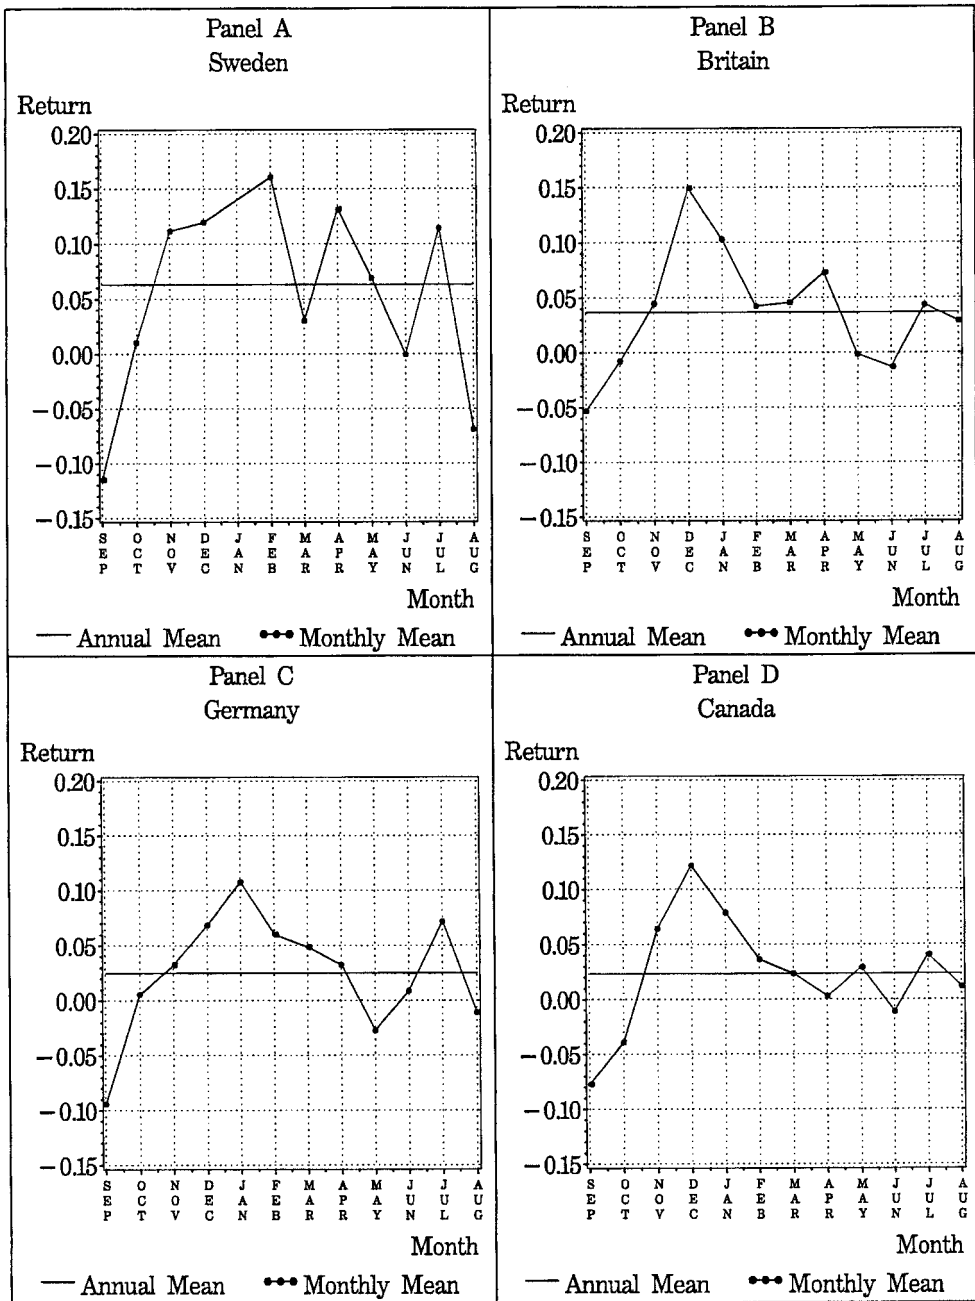 Panel A
Sweden
Return
0.20
0.15
0.10
0.05
0.00
−0.05
−0.10
−0.15
SEP OCT NOV DEC JAN FEB MAR APR MAY JUN JUL AUG
Month
Annual Mean Monthly Mean
Panel B
Britain
Return
0.20
0.15
0.10
0.05
0.00
−0.05
−0.10
−0.15
SEP OCT NOV DEC JAN FEB MAR APR MAY JUN JUL AUG
Month
Annual Mean Monthly Mean
Panel C
Germany
Return
0.20
0.15
0.10
0.05
0.00
−0.05
−0.10
−0.15
SEP OCT NOV DEC JAN FEB MAR APR MAY JUN JUL AUG
Month
Annual Mean Monthly Mean
Panel D
Canada
Return
0.20
0.15
0.10
0.05
0.00
−0.05
−0.10
−0.15
SEP OCT NOV DEC JAN FEB MAR APR MAY JUN JUL AUG
Month
Annual Mean Monthly Mean